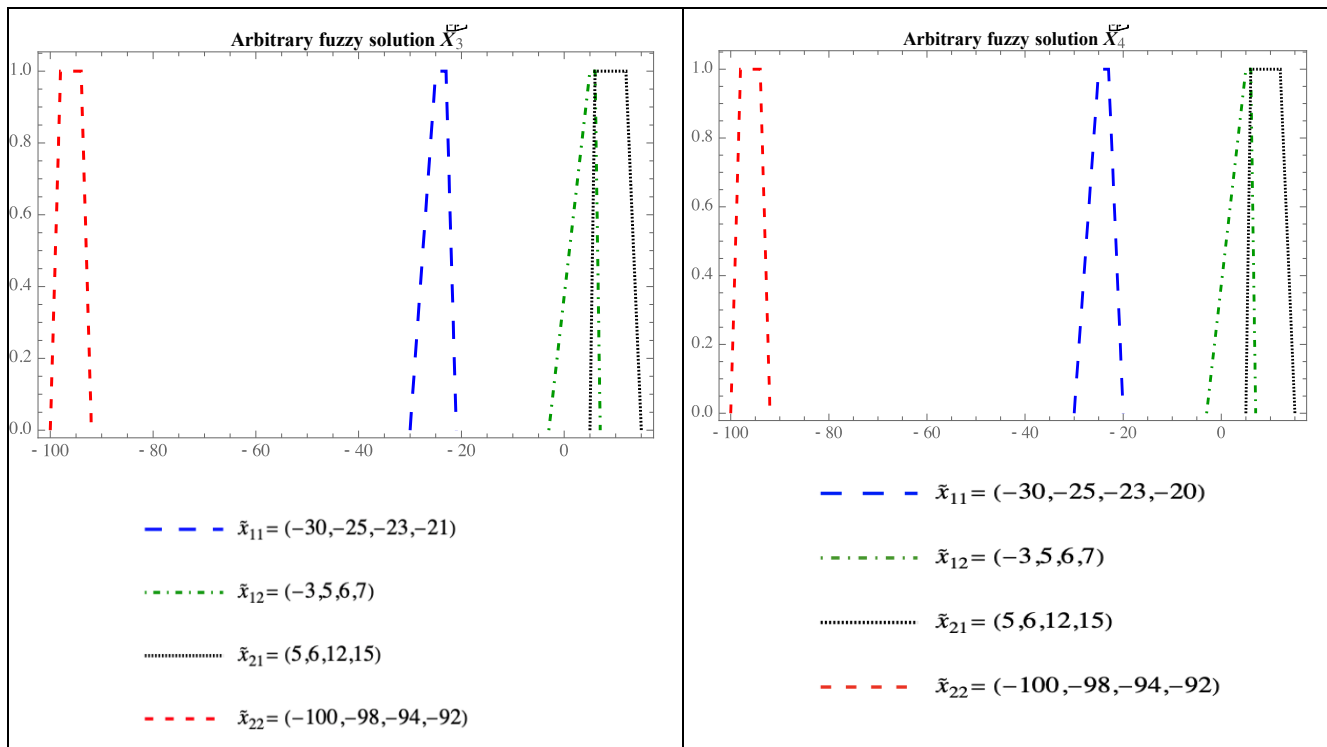 Arbitrary fuzzy solution X̃₃
1.0
0.8
0.6
0.4
0.2
0.0
- 100 - 80 - 60 - 40 - 20 0
x̃₁₁= (−30,−25,−23,−21)
x̃₁₂= (−3,5,6,7)
x̃₂₁= (5,6,12,15)
x̃₂₂= (−100,−98,−94,−92)
Arbitrary fuzzy solution X̃₄
1.0
0.8
0.6
0.4
0.2
0.0
- 100 - 80 - 60 - 40 - 20 0
x̃₁₁= (−30,−25,−23,−20)
x̃₁₂= (−3,5,6,7)
x̃₂₁= (5,6,12,15)
x̃₂₂= (−100,−98,−94,−92)